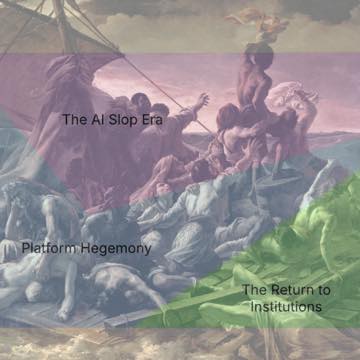 The AI Slop Era
Platform Hegemony
The Return to
Institutions